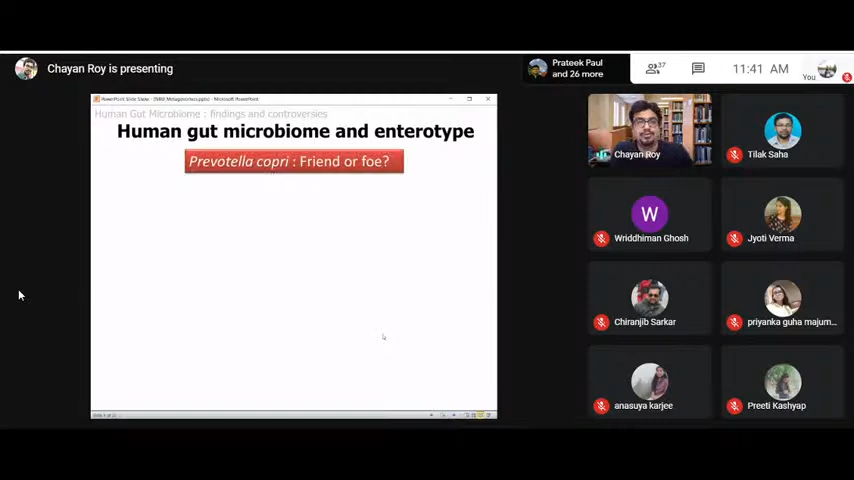 Chayan Roy is presenting
Prateek Paul
and 26 more
37
11:41 AM
You
Human Gut Microbiome : findings and controversies
Human gut microbiome and enterotype
Prevotella copri : Friend or foe?
Chayan Roy
Tilak Saha
W
Wriddhiman Ghosh
Jyoti Verma
Chiranjib Sarkar
priyanka guha majum...
anasuya karjee
Preeti Kashyap